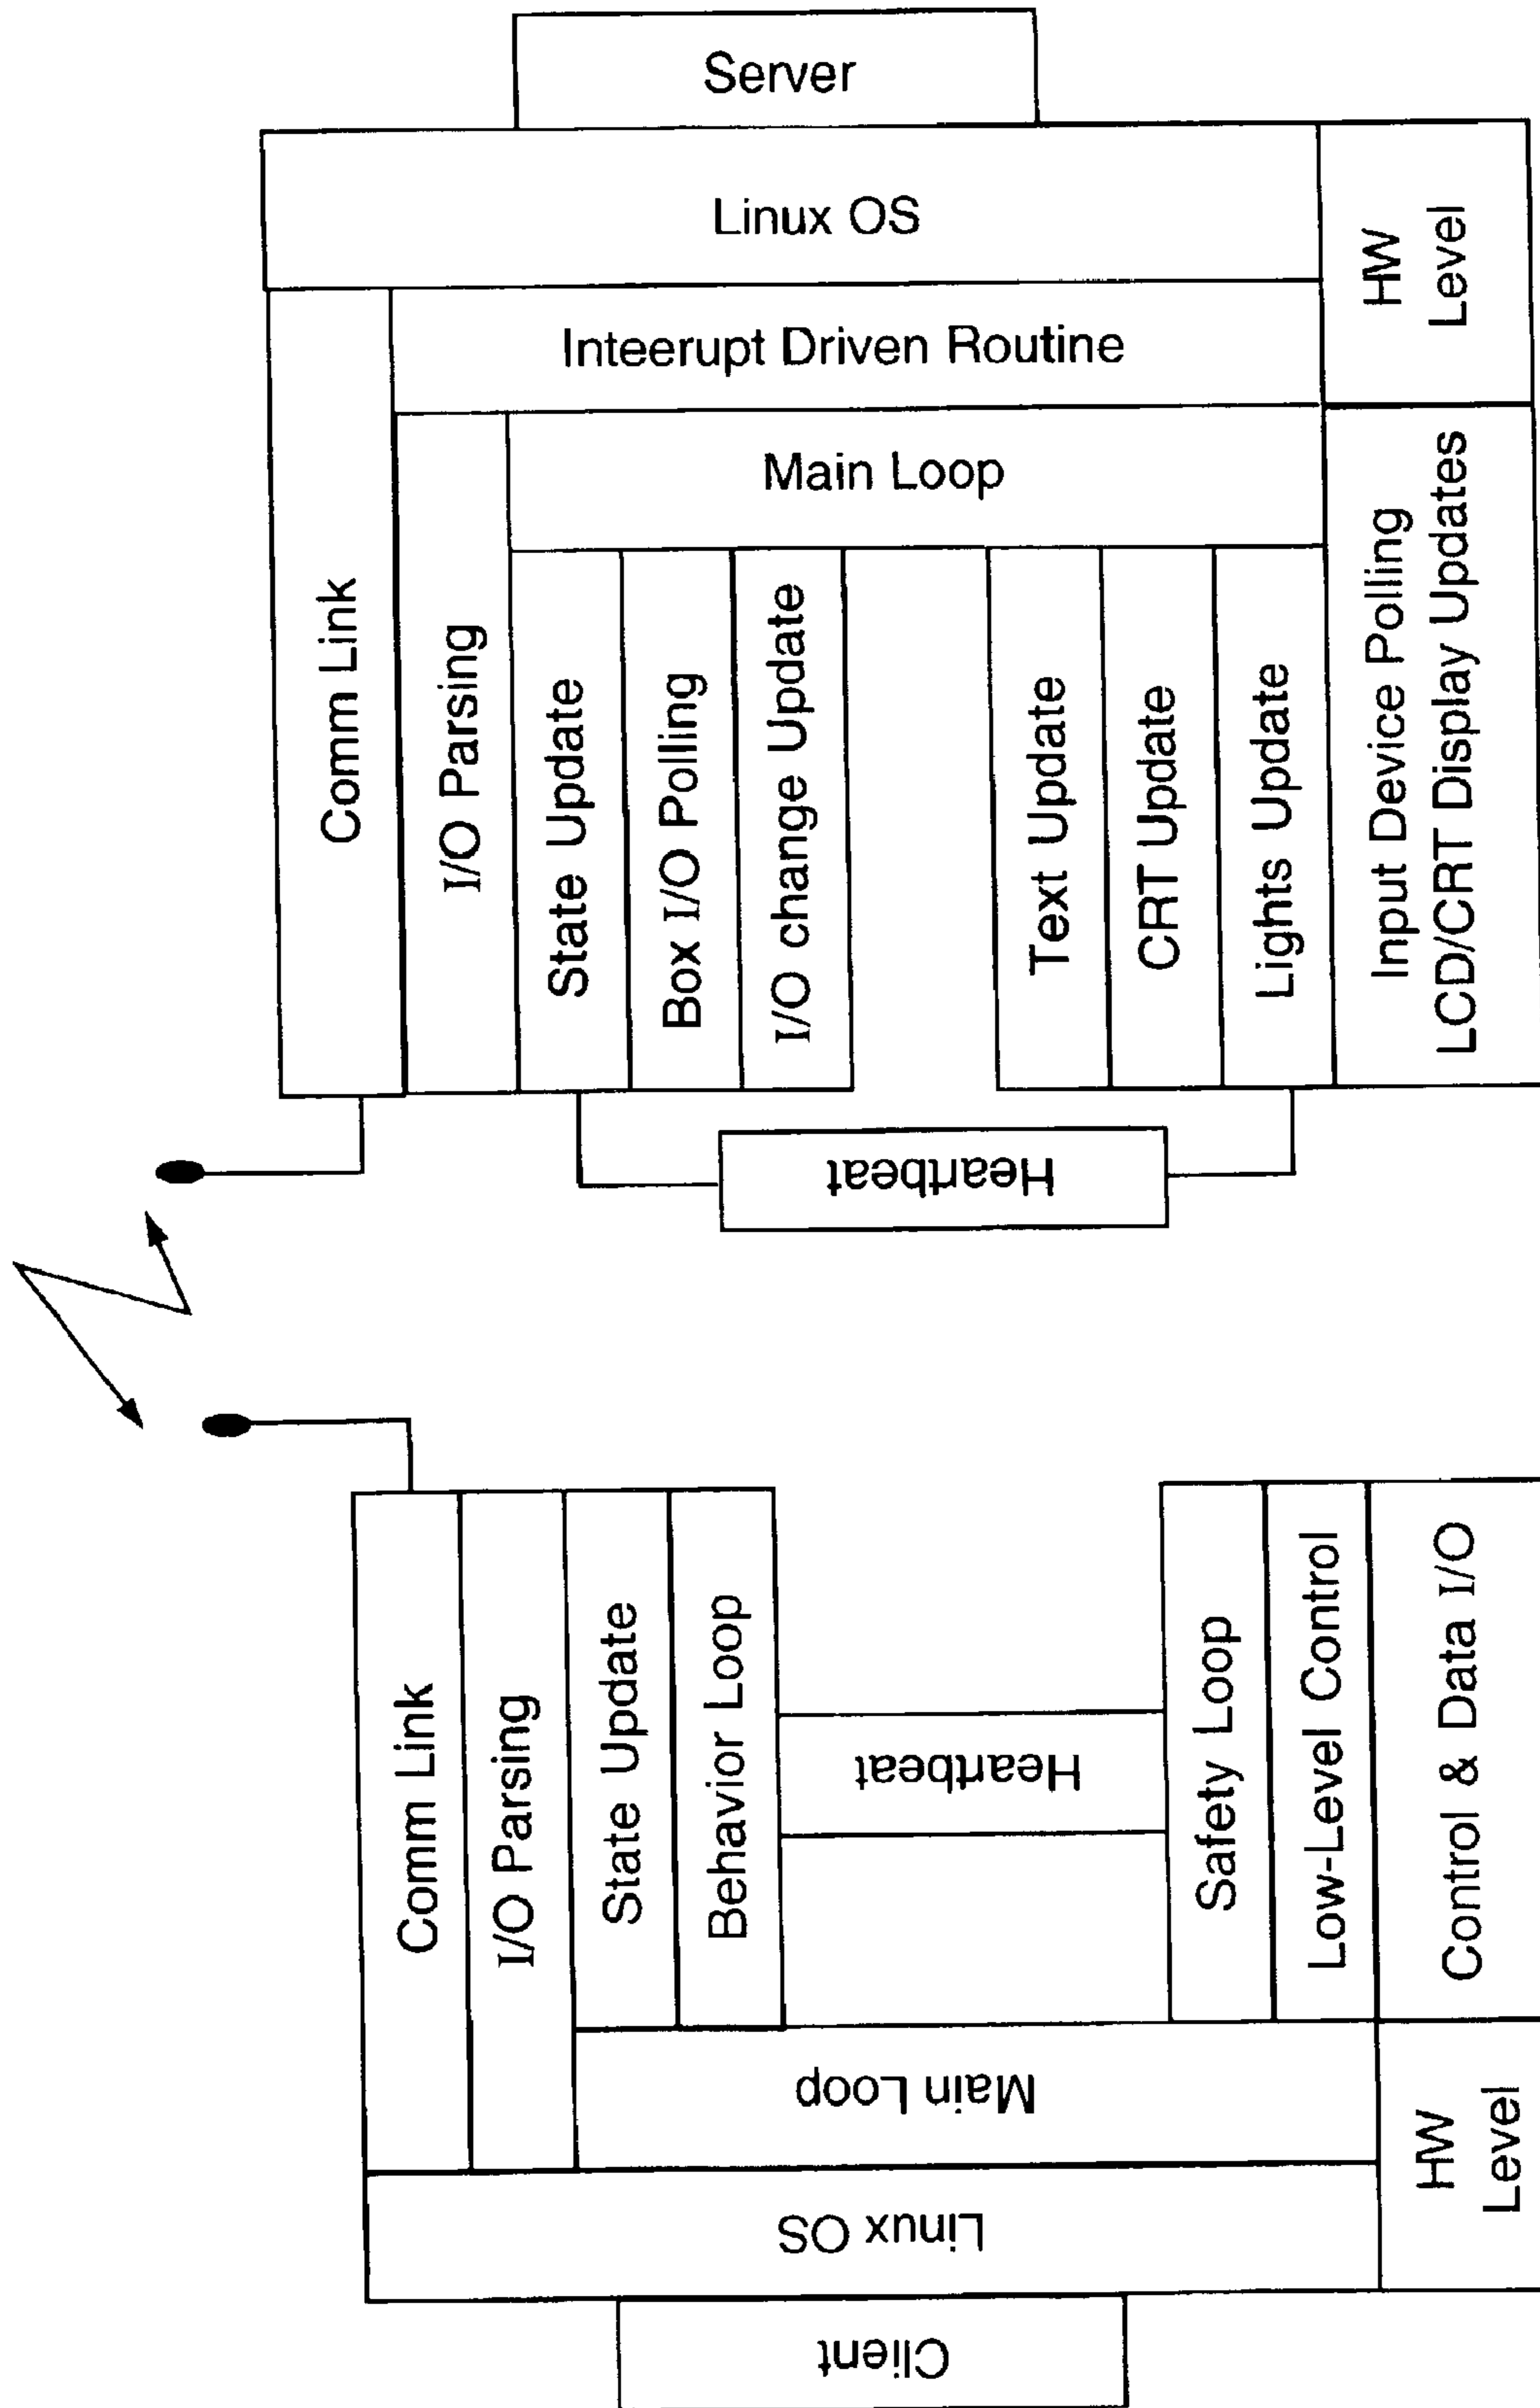 Server
Linux OS
HW
Level
Inteerupt Driven Routine
Main Loop
Comm Link
I/O Parsing
State Update
Box I/O Polling
I/O change Update
Text Update
CRT Update
Lights Update
Input Device Polling
LCD/CRT Display Updates
Heartbeat
Comm Link
I/O Parsing
State Update
Behavior Loop
Heartbeat
Safety Loop
Low-Level Control
Control & Data I/O
Main Loop
HW
Level
Linux OS
Client